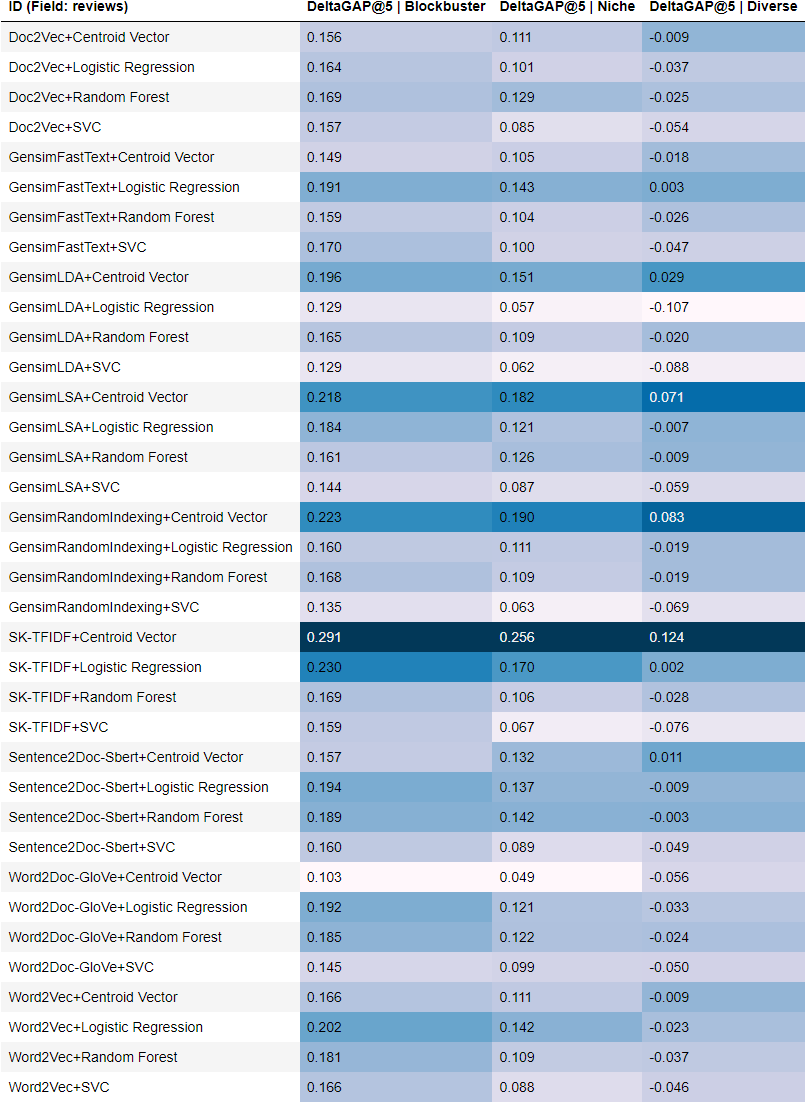 ID (Field: reviews) DeltaGAP@5 | Blockbuster DeltaGAP@5 | Niche DeltaGAP@5 | Diverse
Doc2Vec+Centroid Vector 0.156 0.111 -0.009
Doc2Vec+Logistic Regression 0.164 0.101 -0.037
Doc2Vec+Random Forest 0.169 0.129 -0.025
Doc2Vec+SVC 0.157 0.085 -0.054
GensimFastText+Centroid Vector 0.149 0.105 -0.018
GensimFastText+Logistic Regression 0.191 0.143 0.003
GensimFastText+Random Forest 0.159 0.104 -0.026
GensimFastText+SVC 0.170 0.100 -0.047
GensimLDA+Centroid Vector 0.196 0.151 0.029
GensimLDA+Logistic Regression 0.129 0.057 -0.107
GensimLDA+Random Forest 0.165 0.109 -0.020
GensimLDA+SVC 0.129 0.062 -0.088
GensimLSA+Centroid Vector 0.218 0.182 0.071
GensimLSA+Logistic Regression 0.184 0.121 -0.007
GensimLSA+Random Forest 0.161 0.126 -0.009
GensimLSA+SVC 0.144 0.087 -0.059
GensimRandomIndexing+Centroid Vector 0.223 0.190 0.083
GensimRandomIndexing+Logistic Regression 0.160 0.111 -0.019
GensimRandomIndexing+Random Forest 0.168 0.109 -0.019
GensimRandomIndexing+SVC 0.135 0.063 -0.069
SK-TFIDF+Centroid Vector 0.291 0.256 0.124
SK-TFIDF+Logistic Regression 0.230 0.170 0.002
SK-TFIDF+Random Forest 0.169 0.106 -0.028
SK-TFIDF+SVC 0.159 0.067 -0.076
Sentence2Doc-Sbert+Centroid Vector 0.157 0.132 0.011
Sentence2Doc-Sbert+Logistic Regression 0.194 0.137 -0.009
Sentence2Doc-Sbert+Random Forest 0.189 0.142 -0.003
Sentence2Doc-Sbert+SVC 0.160 0.089 -0.049
Word2Doc-GloVe+Centroid Vector 0.103 0.049 -0.056
Word2Doc-GloVe+Logistic Regression 0.192 0.121 -0.033
Word2Doc-GloVe+Random Forest 0.185 0.122 -0.024
Word2Doc-GloVe+SVC 0.145 0.099 -0.050
Word2Vec+Centroid Vector 0.166 0.111 -0.009
Word2Vec+Logistic Regression 0.202 0.142 -0.023
Word2Vec+Random Forest 0.181 0.109 -0.037
Word2Vec+SVC 0.166 0.088 -0.046